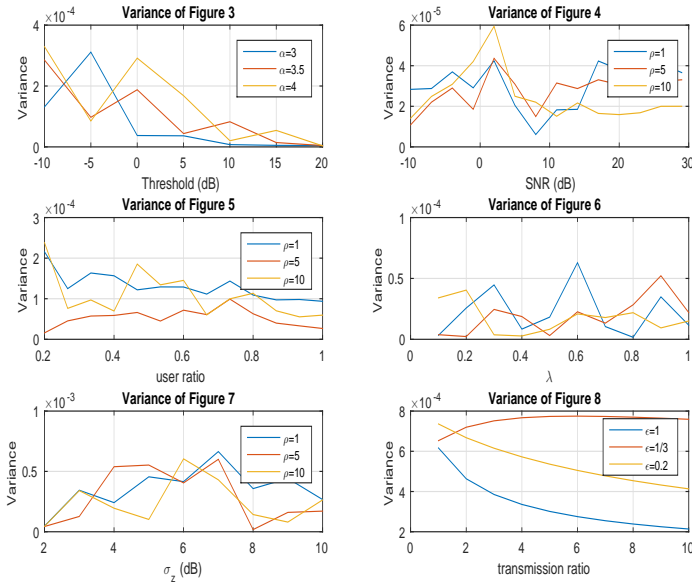 Variance of Figure 3
×10-4
4
2
0
Variance
-10 -5 0 5 10 15 20
Threshold (dB)
α=3
α=3.5
α=4
Variance of Figure 4
×10-5
6
4
2
0
Variance
-10 0 10 20 30
SNR (dB)
ρ=1
ρ=5
ρ=10
Variance of Figure 5
×10-4
3
2
1
0
Variance
0.2 0.4 0.6 0.8 1
user ratio
ρ=1
ρ=5
ρ=10
Variance of Figure 6
×10-4
1
0.5
0
Variance
0 0.2 0.4 0.6 0.8 1
λ
ρ=1
ρ=5
ρ=10
Variance of Figure 7
×10-3
1
0.5
0
Variance
2 4 6 8 10
σz (dB)
ρ=1
ρ=5
ρ=10
Variance of Figure 8
×10-4
8
6
4
2
Variance
0 2 4 6 8 10
transmission ratio
ϵ=1
ϵ=1/3
ϵ=0.2